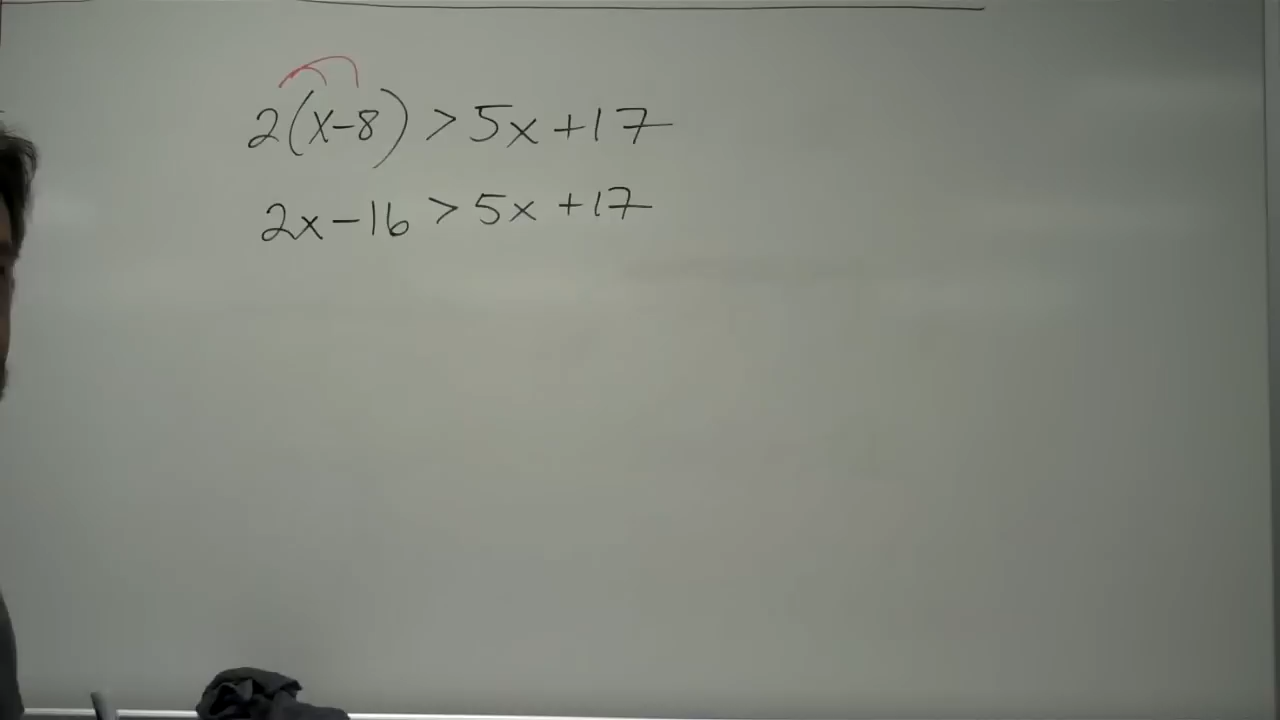 2(x-8) > 5x + 17
2x - 16 > 5x + 17